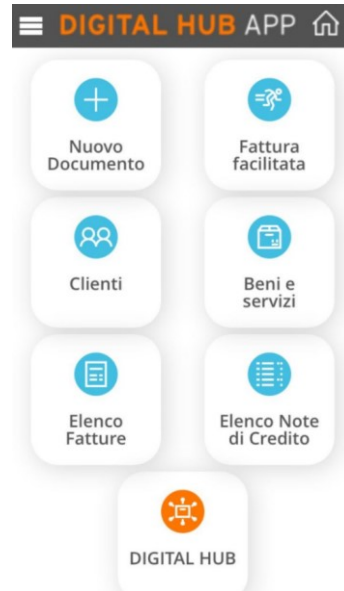 DIGITAL HUB APP
Nuovo
Documento
Fattura
facilitata
Clienti
Beni e
servizi
Elenco
Fatture
Elenco Note
di Credito
DIGITAL HUB